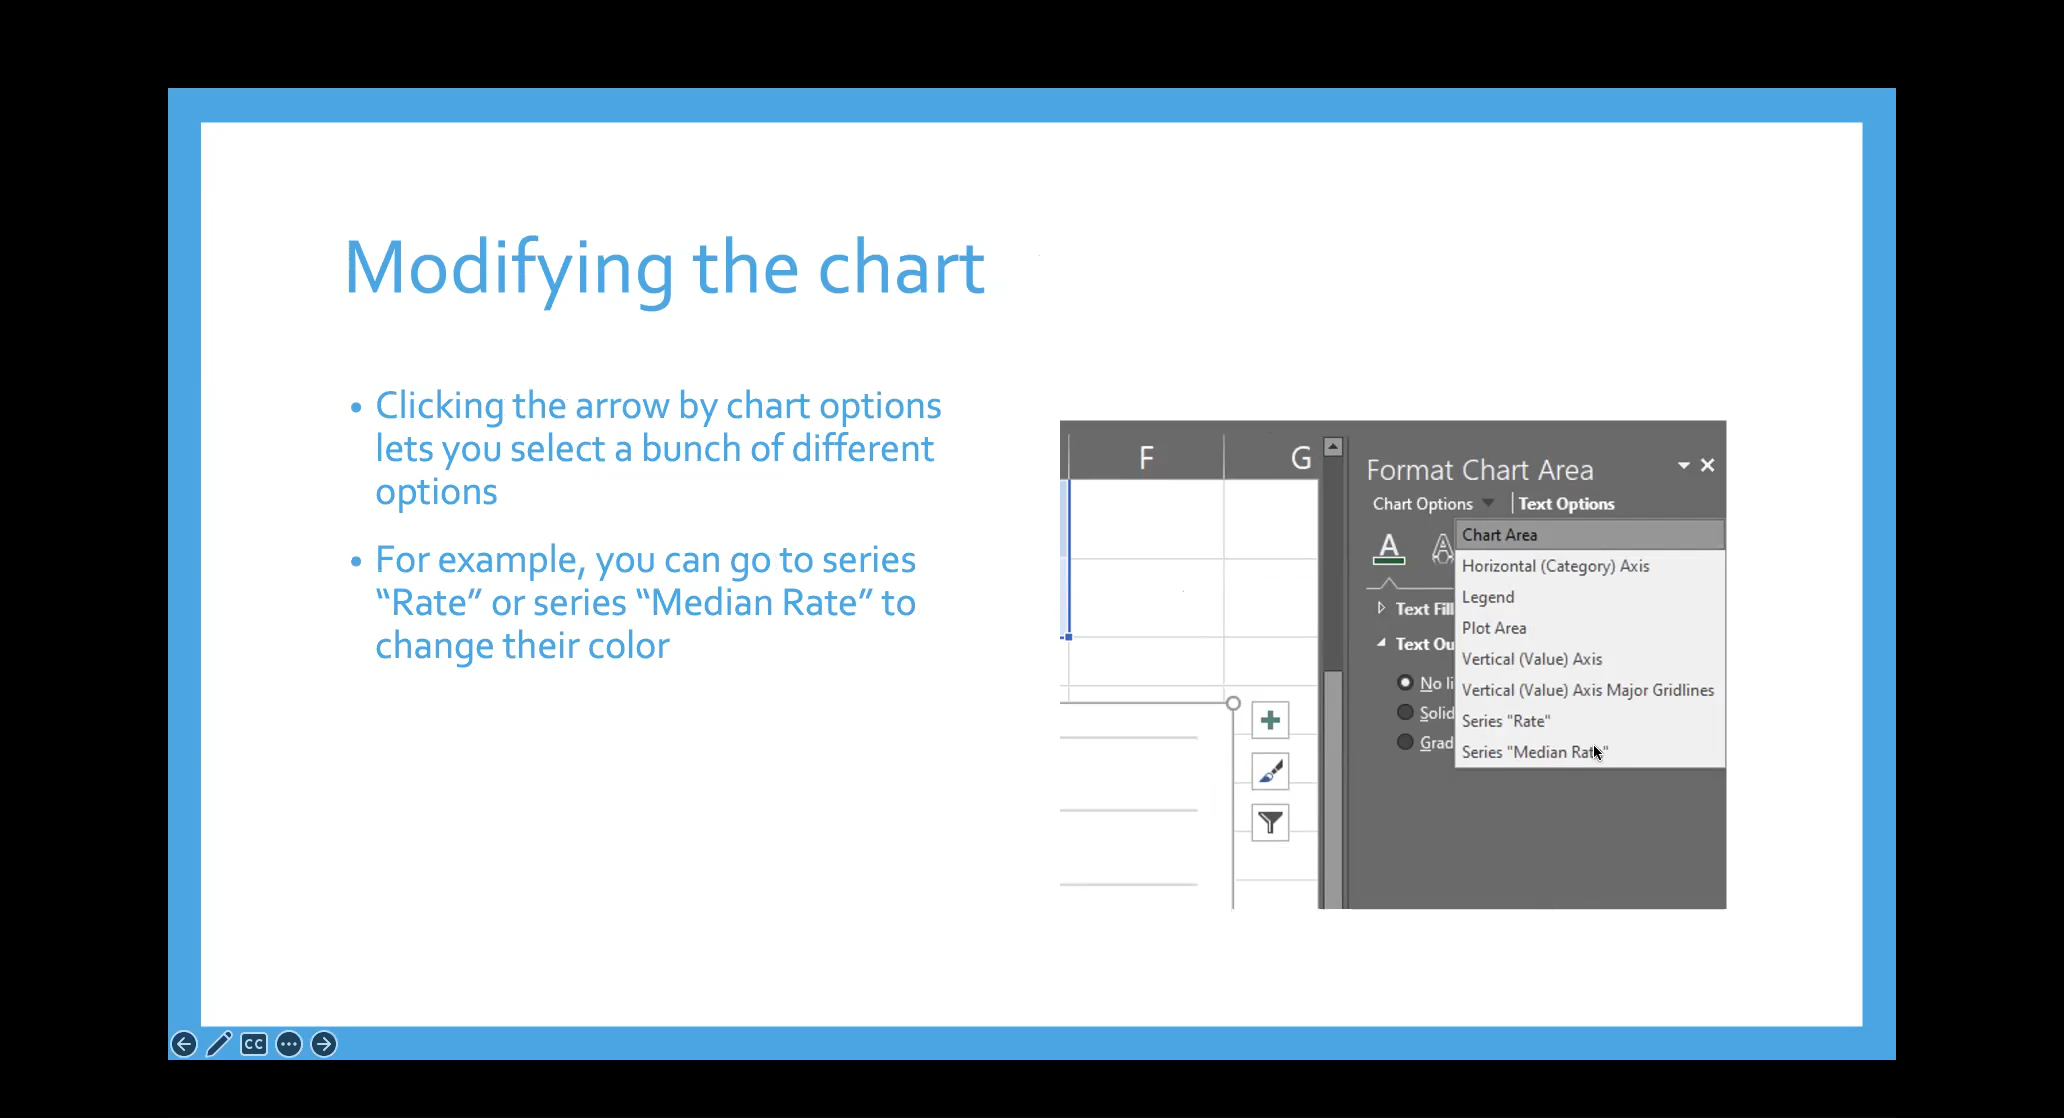 Modifying the chart
• Clicking the arrow by chart options
lets you select a bunch of different
options
• For example, you can go to series
“Rate” or series “Median Rate” to
change their color
F G
Format Chart Area
Chart Options Text Options
A A
Chart Area
Horizontal (Category) Axis
Legend
Text Fill
Plot Area
Text Ou
Vertical (Value) Axis
No li
Vertical (Value) Axis Major Gridlines
Solid
Series "Rate"
Grad
Series "Median Rate"
CC